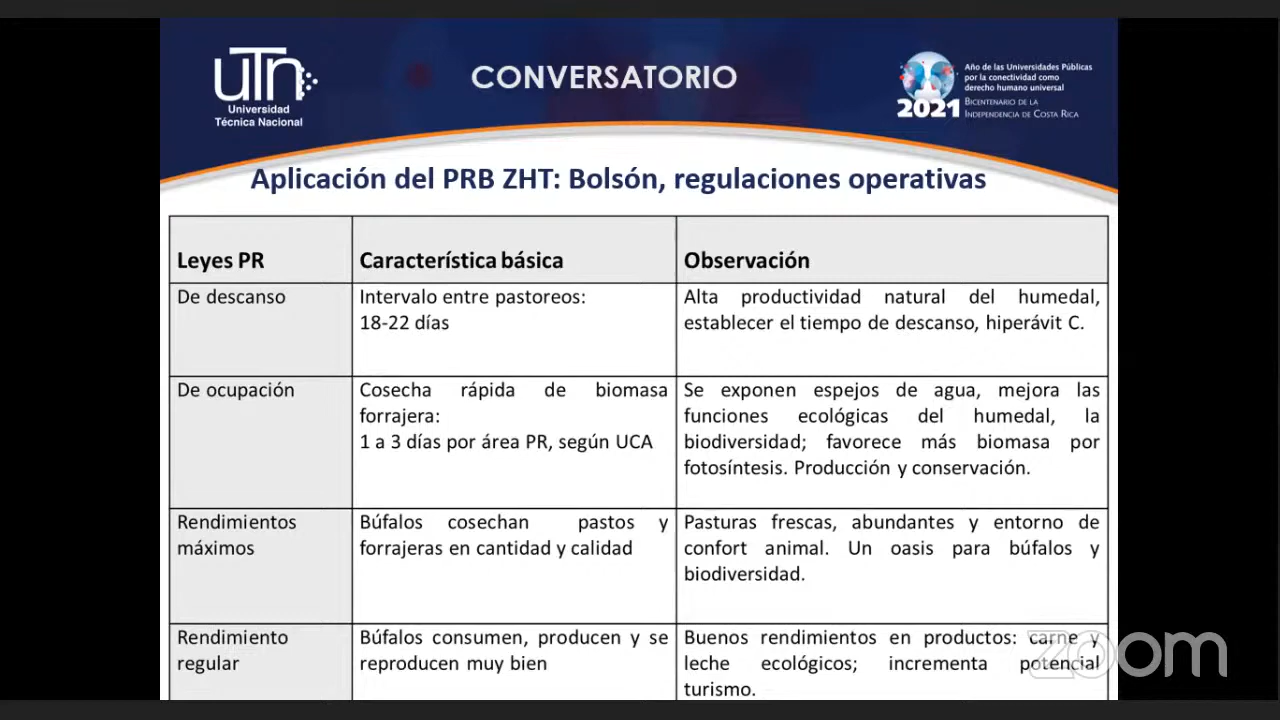 UTN
Universidad
Técnica Nacional
CONVERSATORIO
2021
Año de las Universidades Públicas
por la conectividad como
derecho humano universal
Bicentenario de la
Independencia de Costa Rica
Aplicación del PRB ZHT: Bolsón, regulaciones operativas
Leyes PR
Característica básica
Observación
De descanso
Intervalo entre pastoreos:
18-22 días
Alta productividad natural del humedal,
establecer el tiempo de descanso, hiperávit C.
De ocupación
Cosecha rápida de biomasa
forrajera:
1 a 3 días por área PR, según UCA
Se exponen espejos de agua, mejora las
funciones ecológicas del humedal, la
biodiversidad; favorece más biomasa por
fotosíntesis. Producción y conservación.
Rendimientos
máximos
Búfalos cosechan pastos y
forrajeras en cantidad y calidad
Pasturas frescas, abundantes y entorno de
confort animal. Un oasis para búfalos y
biodiversidad.
Rendimiento
regular
Búfalos consumen, producen y se
reproducen muy bien
Buenos rendimientos en productos: carne y
leche ecológicos; incrementa potencial
turismo.
zoom